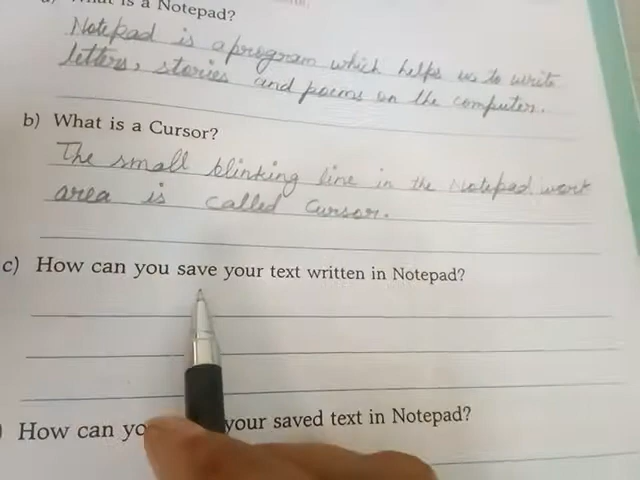 is a Notepad?
Notepad is a program which helps us to write
letters, stories and poems on the computer.
b) What is a Cursor?
The small blinking line in the Notepad work
area is called Cursor.
c) How can you save your text written in Notepad?
) How can yo your saved text in Notepad?